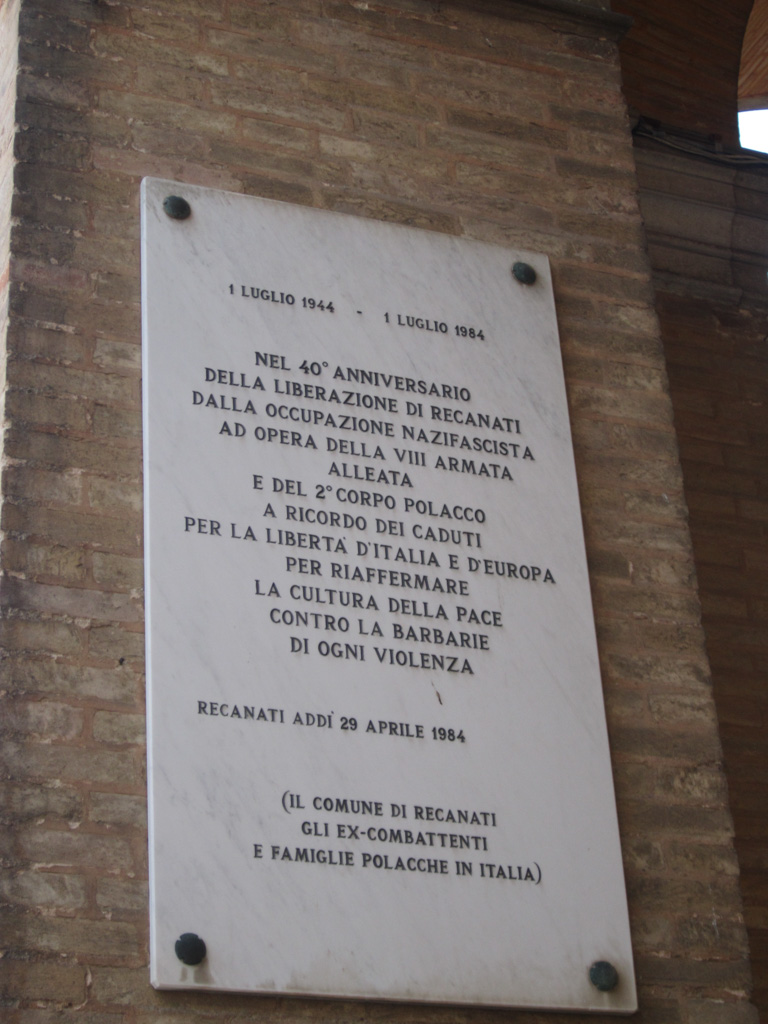 1 LUGLIO 1944 - 1 LUGLIO 1984
NEL 40° ANNIVERSARIO
DELLA LIBERAZIONE DI RECANATI
DALLA OCCUPAZIONE NAZIFASCISTA
AD OPERA DELLA VIII ARMATA
ALLEATA
E DEL 2° CORPO POLACCO
A RICORDO DEI CADUTI
PER LA LIBERTA' D'ITALIA E D'EUROPA
PER RIAFFERMARE
LA CULTURA DELLA PACE
CONTRO LA BARBARIE
DI OGNI VIOLENZA
RECANATI ADDI' 29 APRILE 1984
(IL COMUNE DI RECANATI
GLI EX-COMBATTENTI
E FAMIGLIE POLACCHE IN ITALIA)